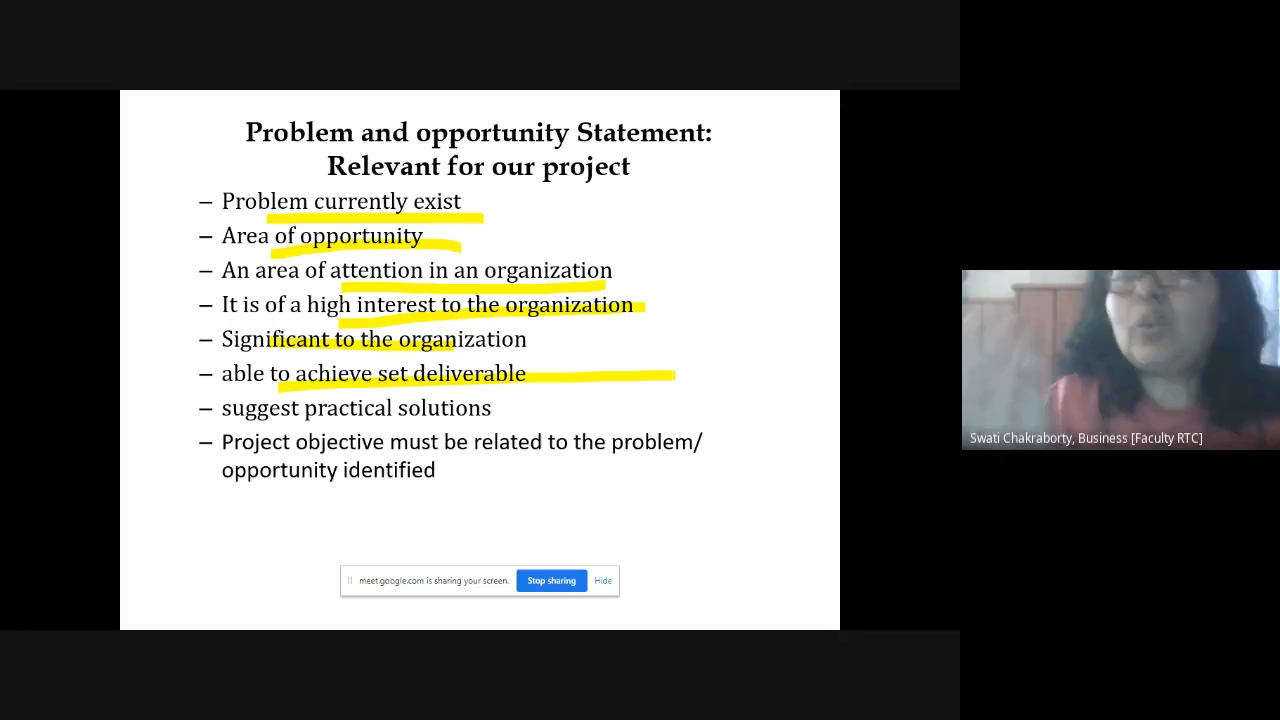 Problem and opportunity Statement:
Relevant for our project
– Problem currently exist
– Area of opportunity
– An area of attention in an organization
– It is of a high interest to the organization
– Significant to the organization
– able to achieve set deliverable
– suggest practical solutions
– Project objective must be related to the problem/
opportunity identified
meet.google.com is sharing your screen. Stop sharing Hide
Swati Chakraborty, Business [Faculty RTC]